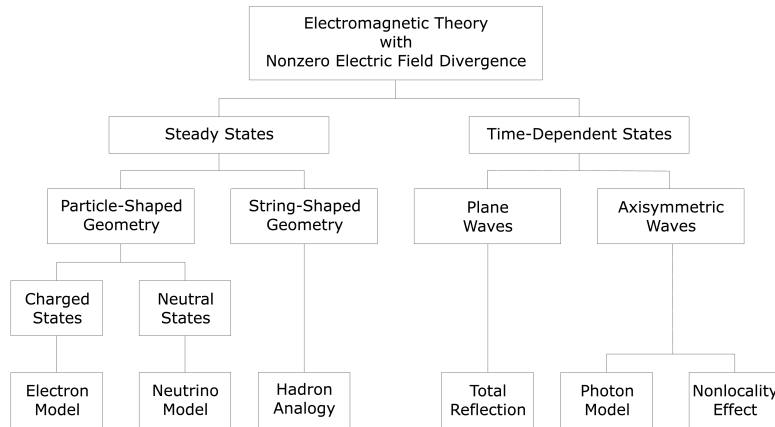 Electromagnetic Theory
with
Nonzero Electric Field Divergence
Steady States
Time-Dependent States
Particle-Shaped
Geometry
String-Shaped
Geometry
Plane
Waves
Axisymmetric
Waves
Charged
States
Neutral
States
Electron
Model
Neutrino
Model
Hadron
Analogy
Total
Reflection
Photon
Model
Nonlocality
Effect